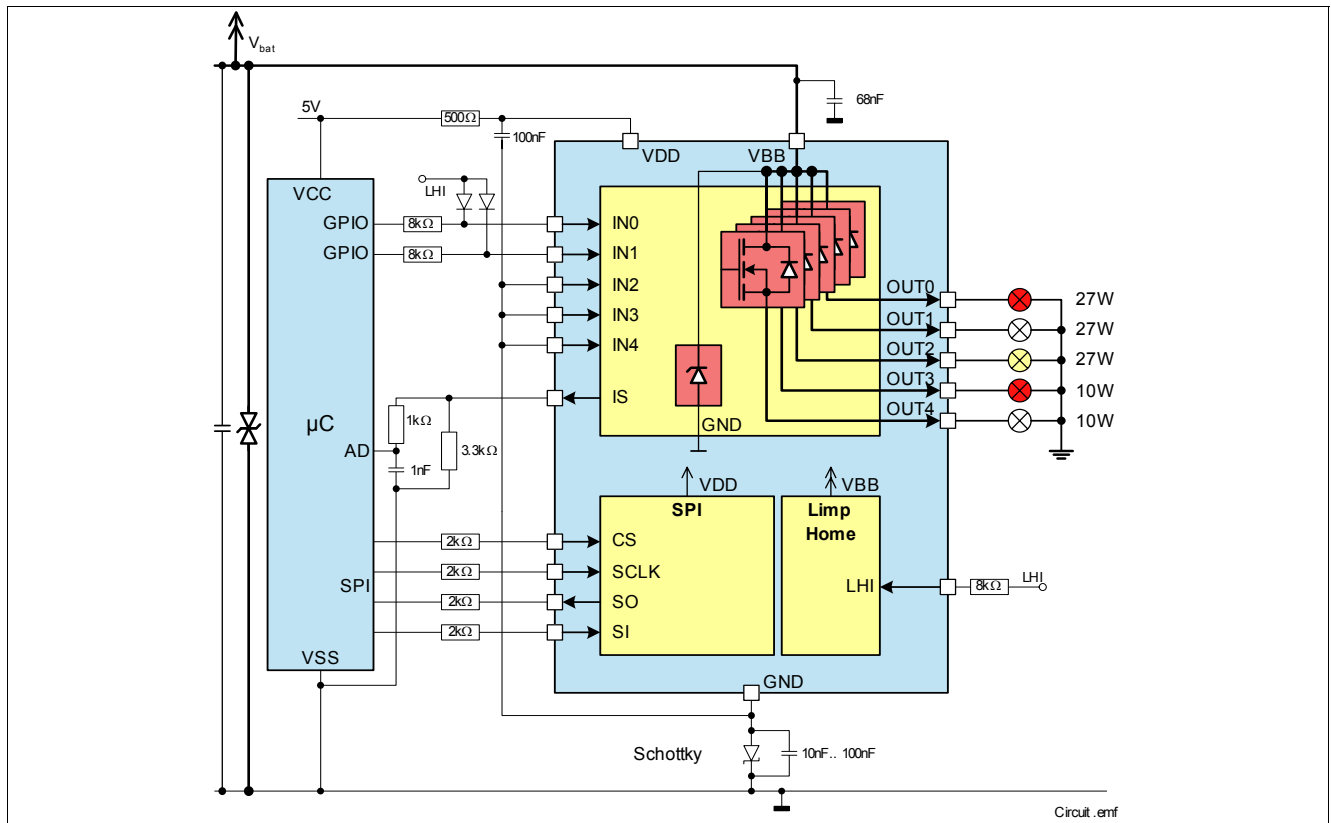 Vbat
5V
500Ω
100nF
68nF
VDD
VBB
VCC
LHI
GPIO
8kΩ
IN0
GPIO
8kΩ
IN1
IN2
IN3
IN4
OUT0
27W
OUT1
27W
OUT2
27W
OUT3
10W
OUT4
10W
IS
GND
µC
1kΩ
3.3kΩ
AD
1nF
VDD
VBB
SPI
Limp
Home
2kΩ
CS
2kΩ
SCLK
SPI
2kΩ
SO
2kΩ
SI
LHI
8kΩ
LHI
VSS
GND
Schottky
10nF.. 100nF
Circuit .emf